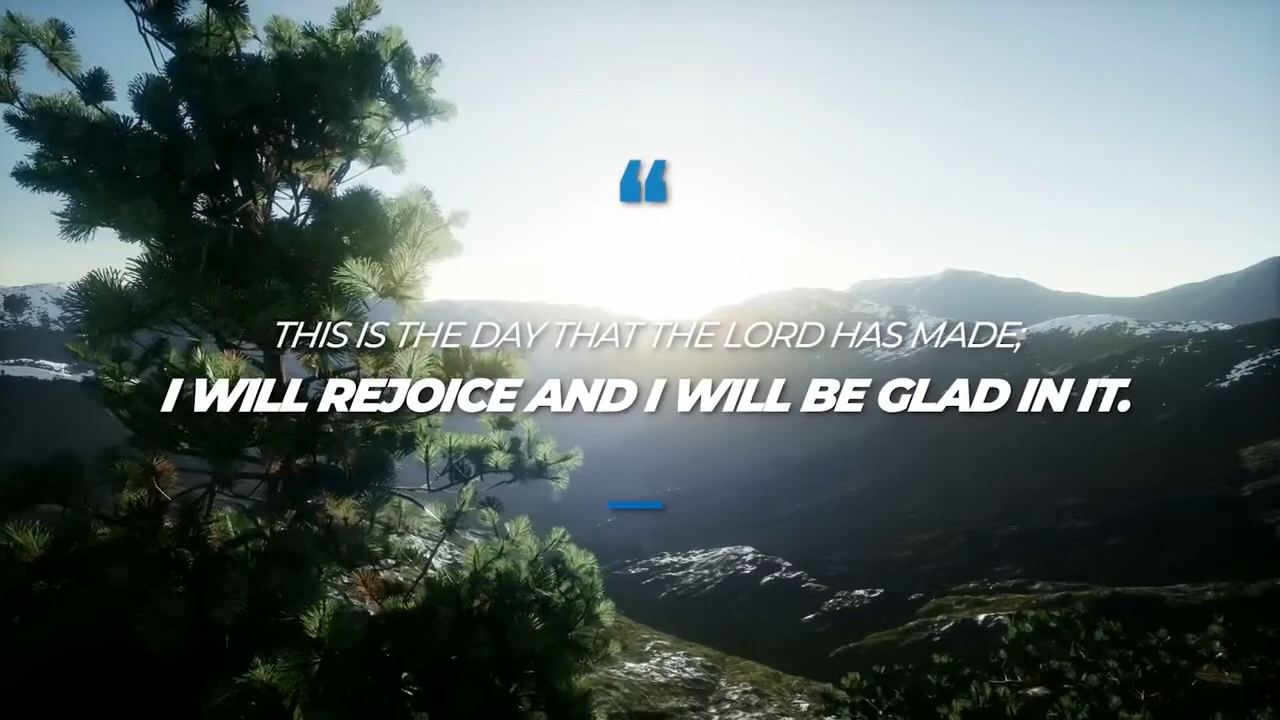 “
THIS IS THE DAY THAT THE LORD HAS MADE;
I WILL REJOICE AND I WILL BE GLAD IN IT.